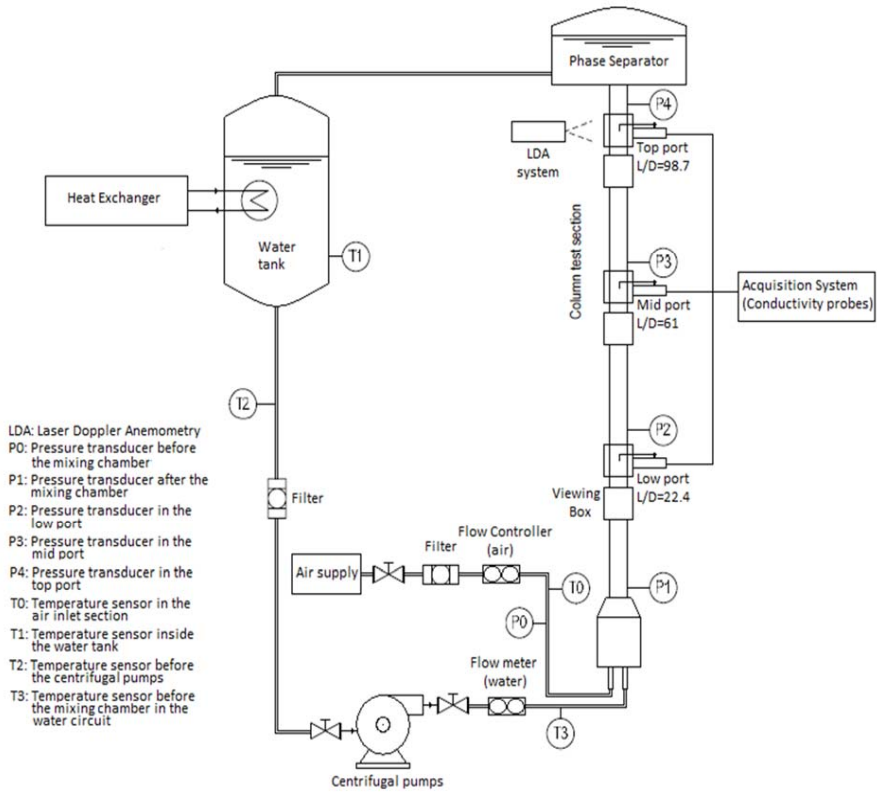 Phase Separator
P4
LDA
system
Top port
L/D=98.7
Heat Exchanger
Water
tank
T1
Column test section
P3
Mid port
L/D=61
Acquisition System
(Conductivity probes)
T2
P2
Low port
L/D=22.4
Viewing
Box
Filter
LDA: Laser Doppler Anemometry
P0: Pressure transducer before
the mixing chamber
P1: Pressure transducer after the
mixing chamber
P2: Pressure transducer in the
low port
P3: Pressure transducer in the
mid port
P4: Pressure transducer in the
top port
T0: Temperature sensor in the
air inlet section
T1: Temperature sensor inside
the water tank
T2: Temperature sensor before
the centrifugal pumps
T3: Temperature sensor before
the mixing chamber in the
water circuit
Air supply
Filter
Flow Controller
(air)
T0
P0
P1
Flow meter
(water)
T3
Centrifugal pumps